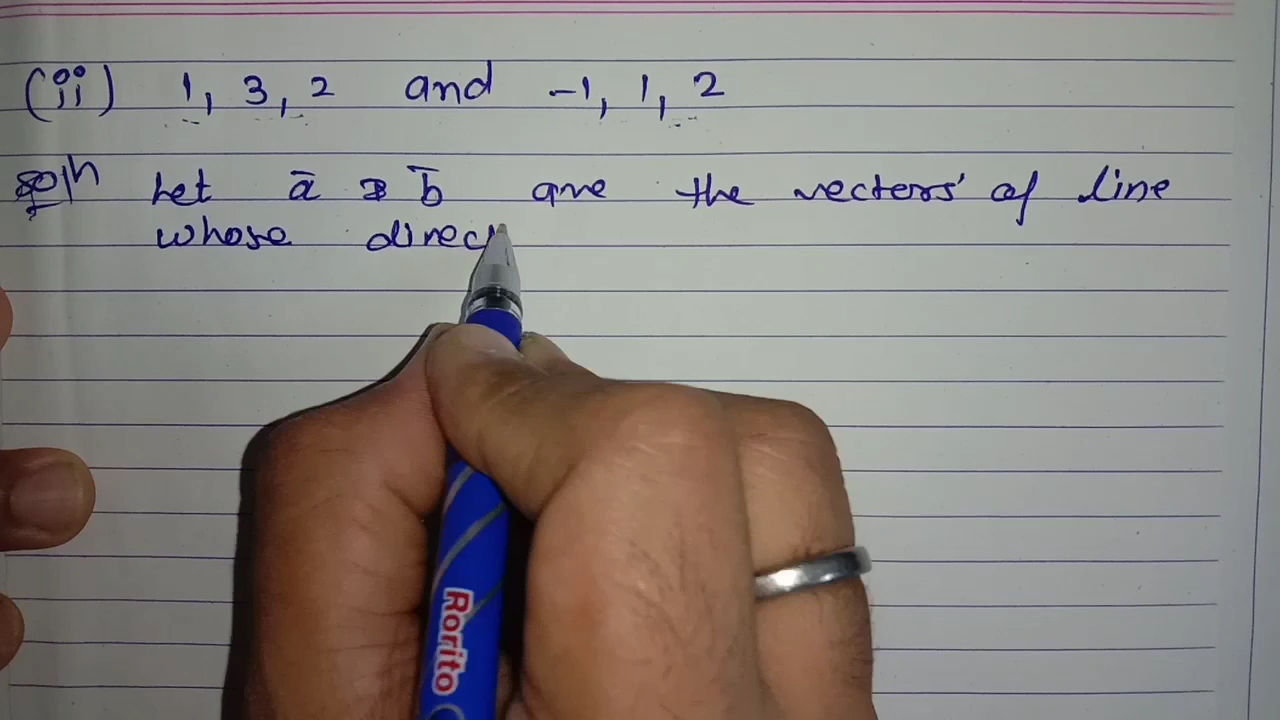 (ii) 1, 3, 2 and -1, 1, 2
Soln Let a̅ & b̅ are the vectors of line
whose direc
Rorito